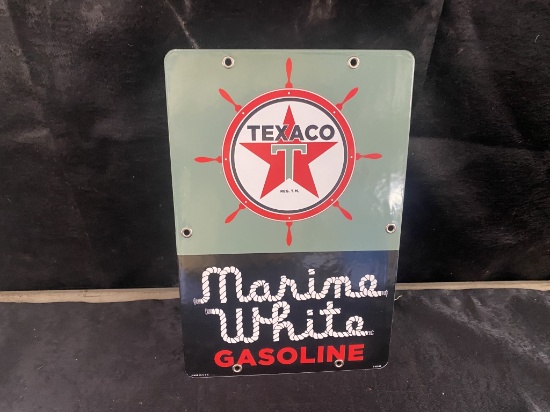 TEXACO
T
REG. T. M.
Marine
White
GASOLINE